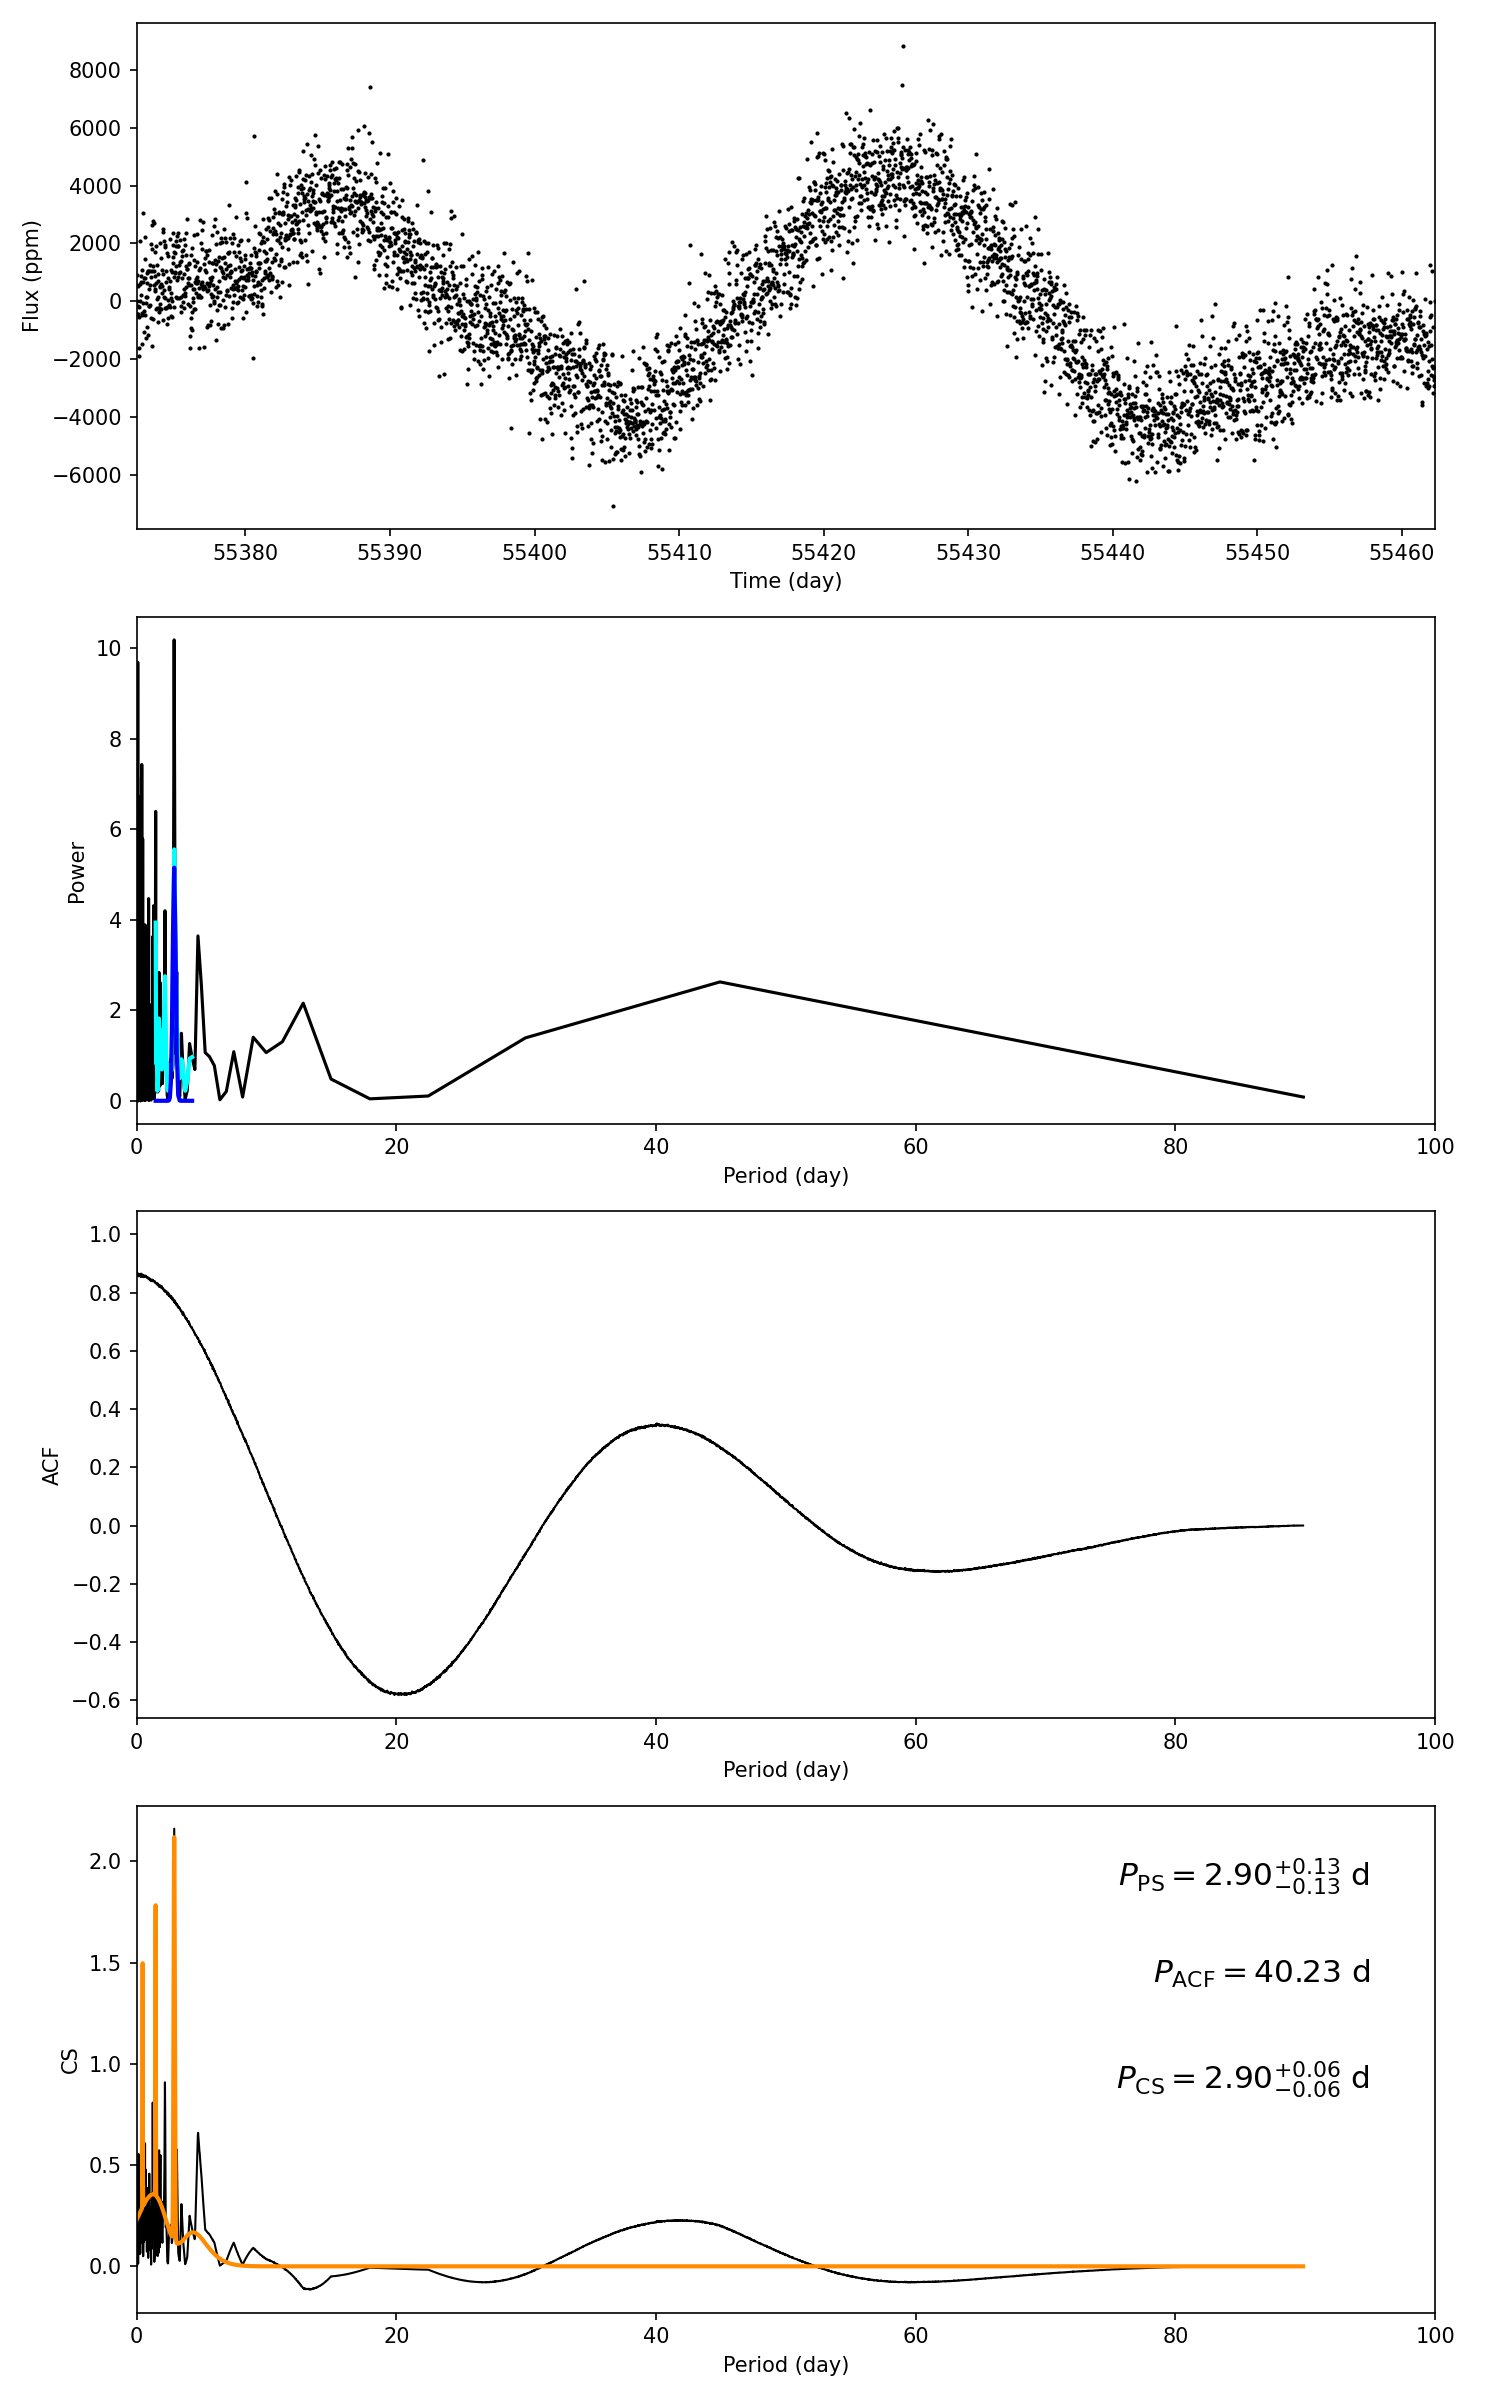 8000
6000
4000
2000
0
−2000
−4000
−6000
Flux (ppm)
55380 55390 55400 55410 55420 55430 55440 55450 55460
Time (day)
10
8
6
4
2
0
Power
0 20 40 60 80 100
Period (day)
1.0
0.8
0.6
0.4
0.2
0.0
−0.2
−0.4
−0.6
ACF
0 20 40 60 80 100
Period (day)
2.0
1.5
1.0
0.5
0.0
CS
P_PS = 2.90 +0.13 −0.13 d
P_ACF = 40.23 d
P_CS = 2.90 +0.06 −0.06 d
0 20 40 60 80 100
Period (day)